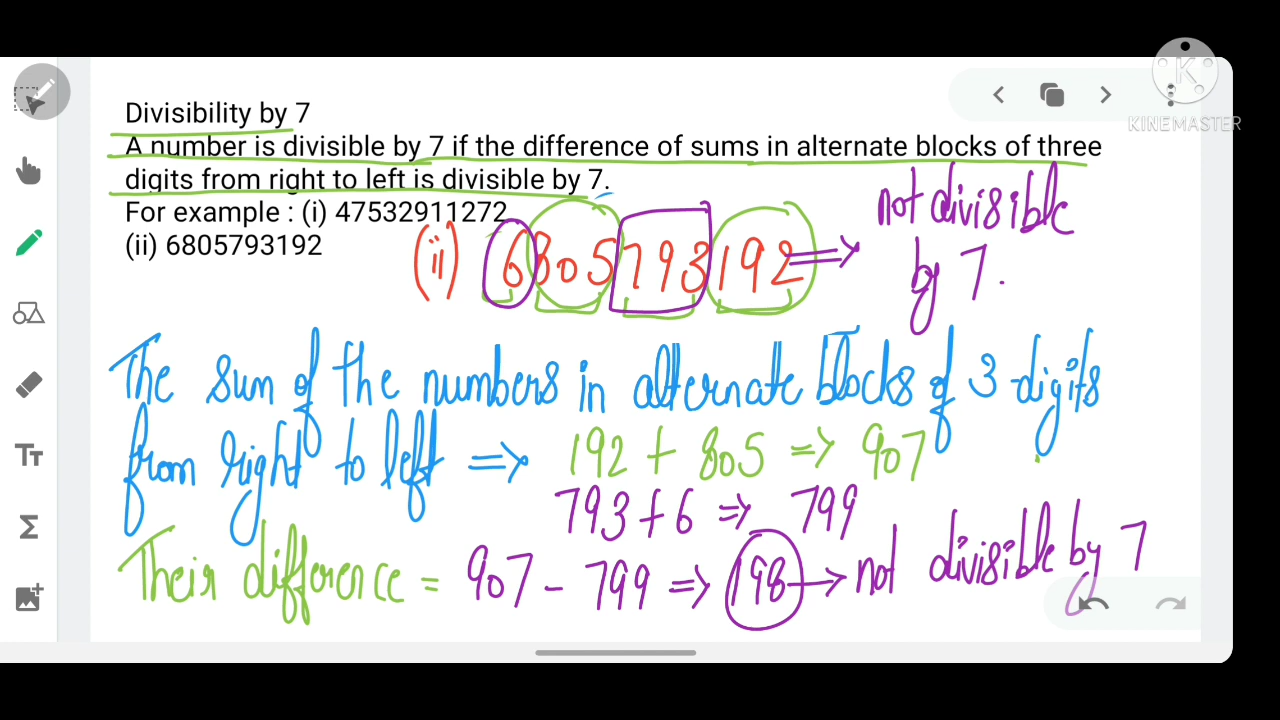 KINEMASTER
Divisibility by 7
A number is divisible by 7 if the difference of sums in alternate blocks of three
digits from right to left is divisible by 7.
For example : (i) 47532911272
(ii) 6805793192
(ii) 6805793192 ⇒ not divisible
by 7.
The sum of the numbers in alternate blocks of 3-digits
from right to left ⇒ 192 + 805 ⇒ 907
793 + 6 ⇒ 799
Their difference = 907 - 799 ⇒ 198 → not divisible by 7